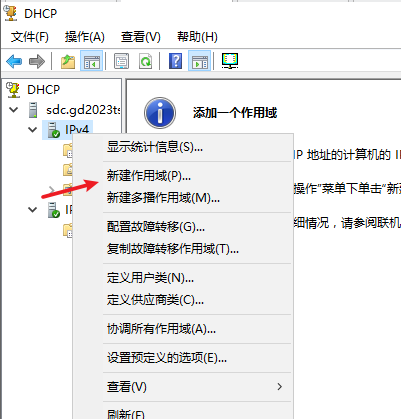 DHCP
文件(F) 操作(A) 查看(V) 帮助(H)
DHCP
sdc.gd2023ts
IPv4
添加一个作用域
显示统计信息(S)...
IP 地址的计算机的 I
新建作用域(P)...
操作"菜单下单击"新
新建多播作用域(M)...
细情况，请参阅联机
配置故障转移(G)...
复制故障转移作用域(T)...
定义用户类(N)...
定义供应商类(C)...
协调所有作用域(A)...
设置预定义的选项(E)...
查看(V)
刷新(F)